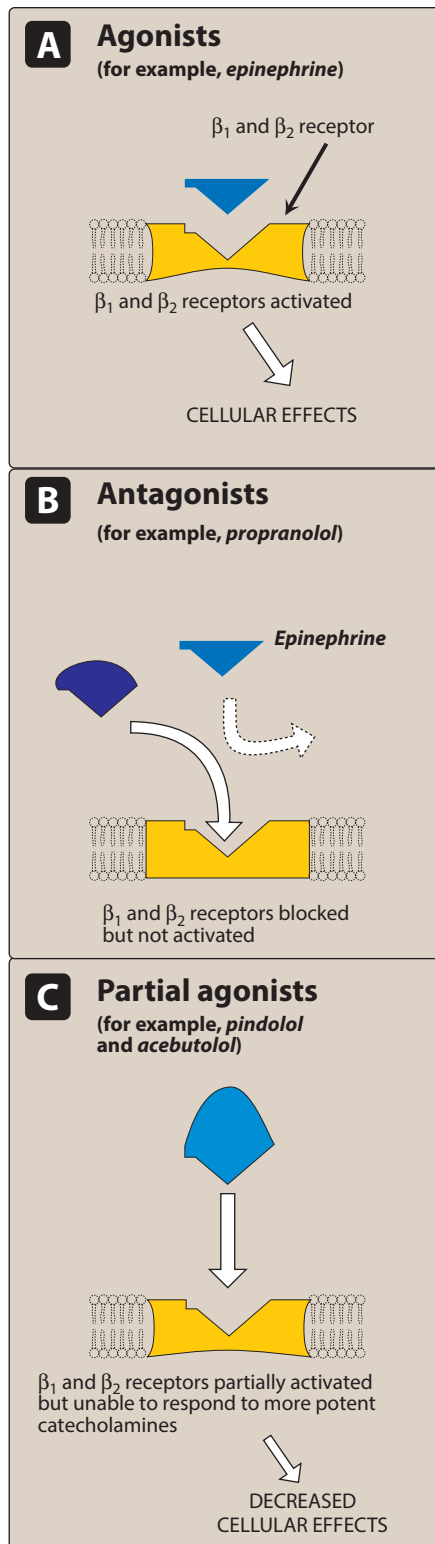 A Agonists
(for example, epinephrine)
β₁ and β₂ receptor
β₁ and β₂ receptors activated
CELLULAR EFFECTS
B Antagonists
(for example, propranolol)
Epinephrine
β₁ and β₂ receptors blocked
but not activated
C Partial agonists
(for example, pindolol
and acebutolol)
β₁ and β₂ receptors partially activated
but unable to respond to more potent
catecholamines
DECREASED
CELLULAR EFFECTS